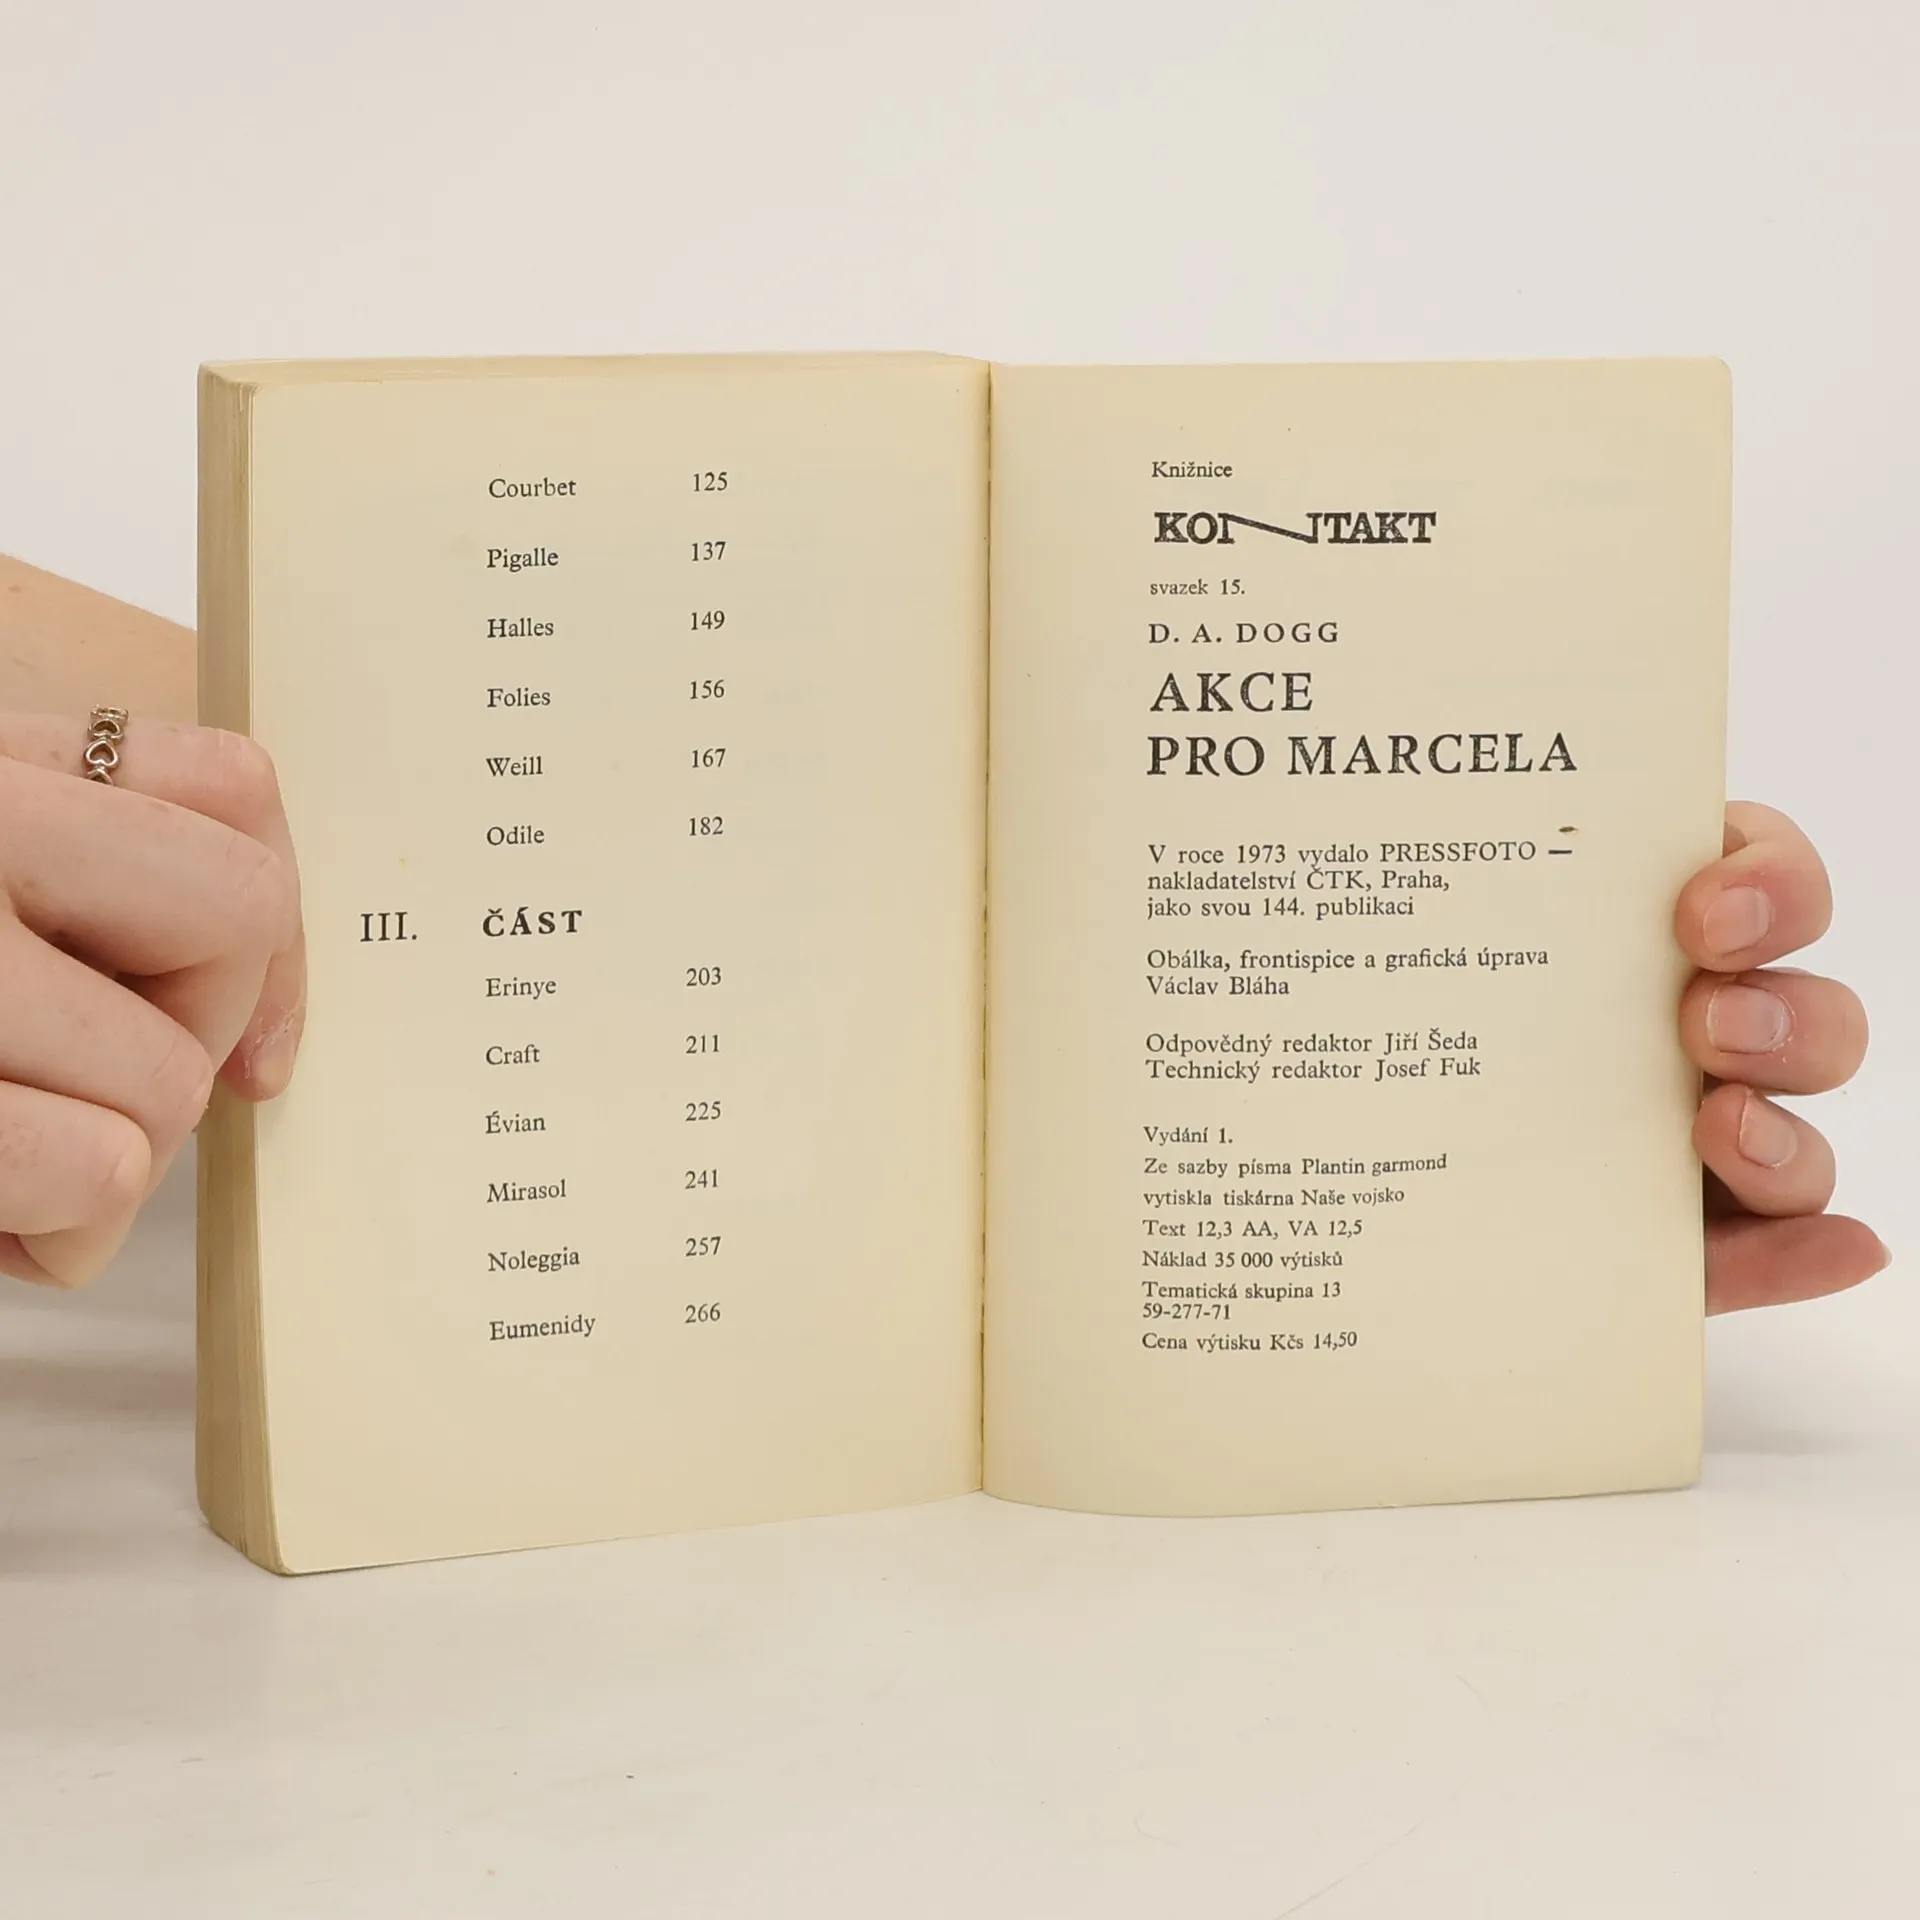 Courbet 125
Pigalle 137
Halles 149
Folies 156
Weill 167
Odile 182
III. ČÁST
Erinye 203
Craft 211
Évian 225
Mirasol 241
Noleggia 257
Eumenidy 266
Knižnice
KONTAKT
svazek 15.
D. A. DOGG
AKCE
PRO MARCELA
V roce 1973 vydalo PRESSFOTO —
nakladatelství ČTK, Praha,
jako svou 144. publikaci
Obálka, frontispice a grafická úprava
Václav Bláha
Odpovědný redaktor Jiří Šeda
Technický redaktor Josef Fuk
Vydání 1.
Ze sazby písma Plantin garmond
vytiskla tiskárna Naše vojsko
Text 12,3 AA, VA 12,5
Náklad 35 000 výtisků
Tematická skupina 13
59-277-71
Cena výtisku Kčs 14,50